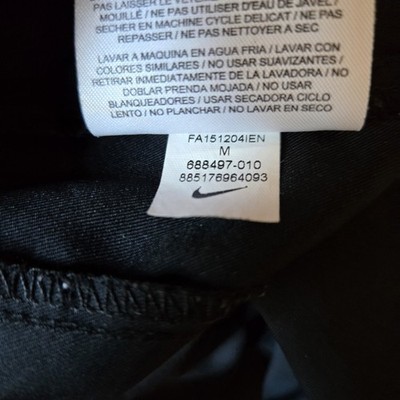 PAS LAISSER LE VÊTEMENT
MOUILLÉ / NE PAS UTILISER D'EAU DE JAVEL /
SECHER EN MACHINE CYCLE DELICAT / NE PAS
REPASSER / NE PAS NETTOYER A SEC
LAVAR A MAQUINA EN AGUA FRIA / LAVAR CON
COLORES SIMILARES / NO USAR SUAVIZANTES /
RETIRAR INMEDIATAMENTE DE LA LAVADORA / NO
DOBLAR PRENDA MOJADA / NO USAR
BLANQUEADORES / USAR SECADORA CICLO
LENTO / NO PLANCHAR / NO LAVAR EN SECO
FA151204IEN
M
688497-010
885176964093